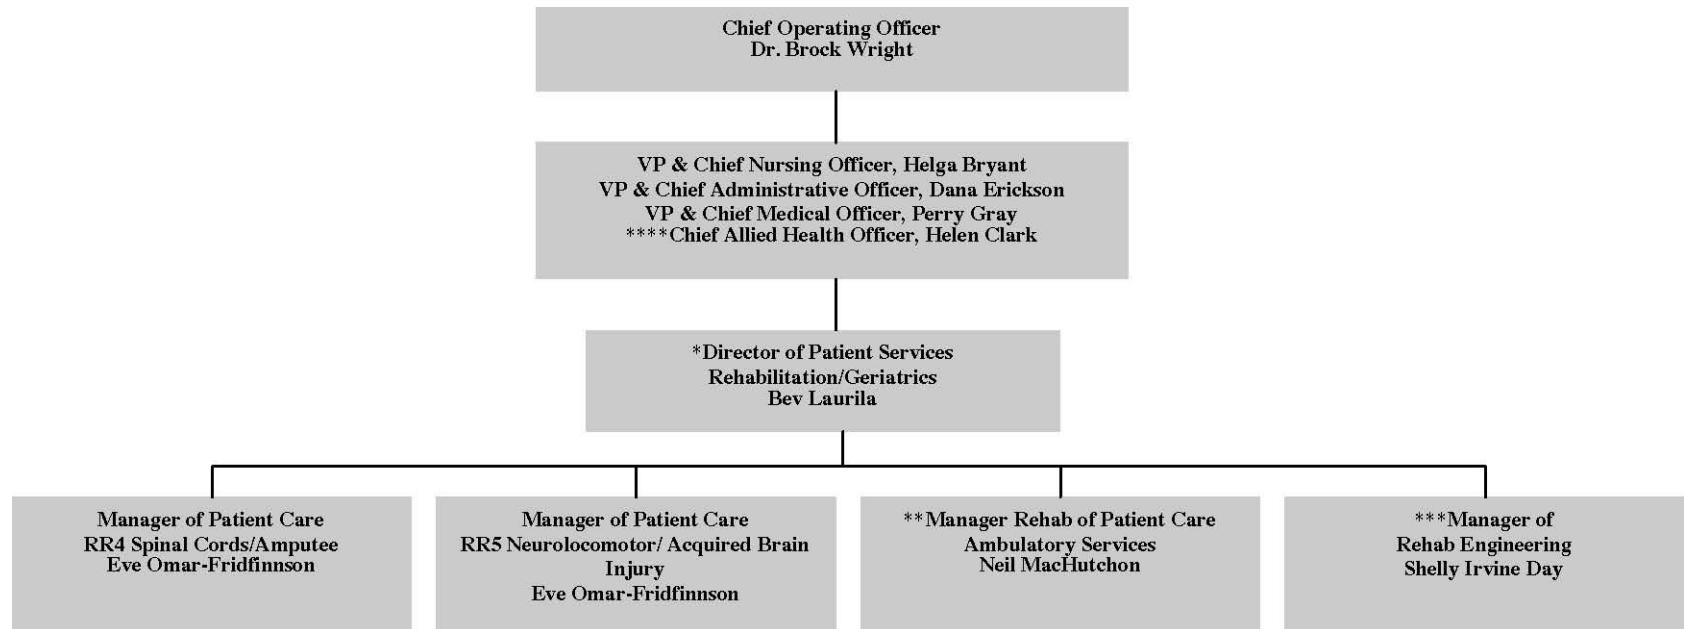 Chief Operating Officer
Dr. Brock Wright
VP & Chief Nursing Officer, Helga Bryant
VP & Chief Administrative Officer, Dana Erickson
VP & Chief Medical Officer, Perry Gray
****Chief Allied Health Officer, Helen Clark
*Director of Patient Services
Rehabilitation/Geriatrics
Bev Laurila
Manager of Patient Care
RR4 Spinal Cords/Amputee
Eve Omar-Fridfinnson
Manager of Patient Care
RR5 Neurolocomotor/ Acquired Brain
Injury
Eve Omar-Fridfinnson
**Manager Rehab of Patient Care
Ambulatory Services
Neil MacHutchon
***Manager of
Rehab Engineering
Shelly Irvine Day